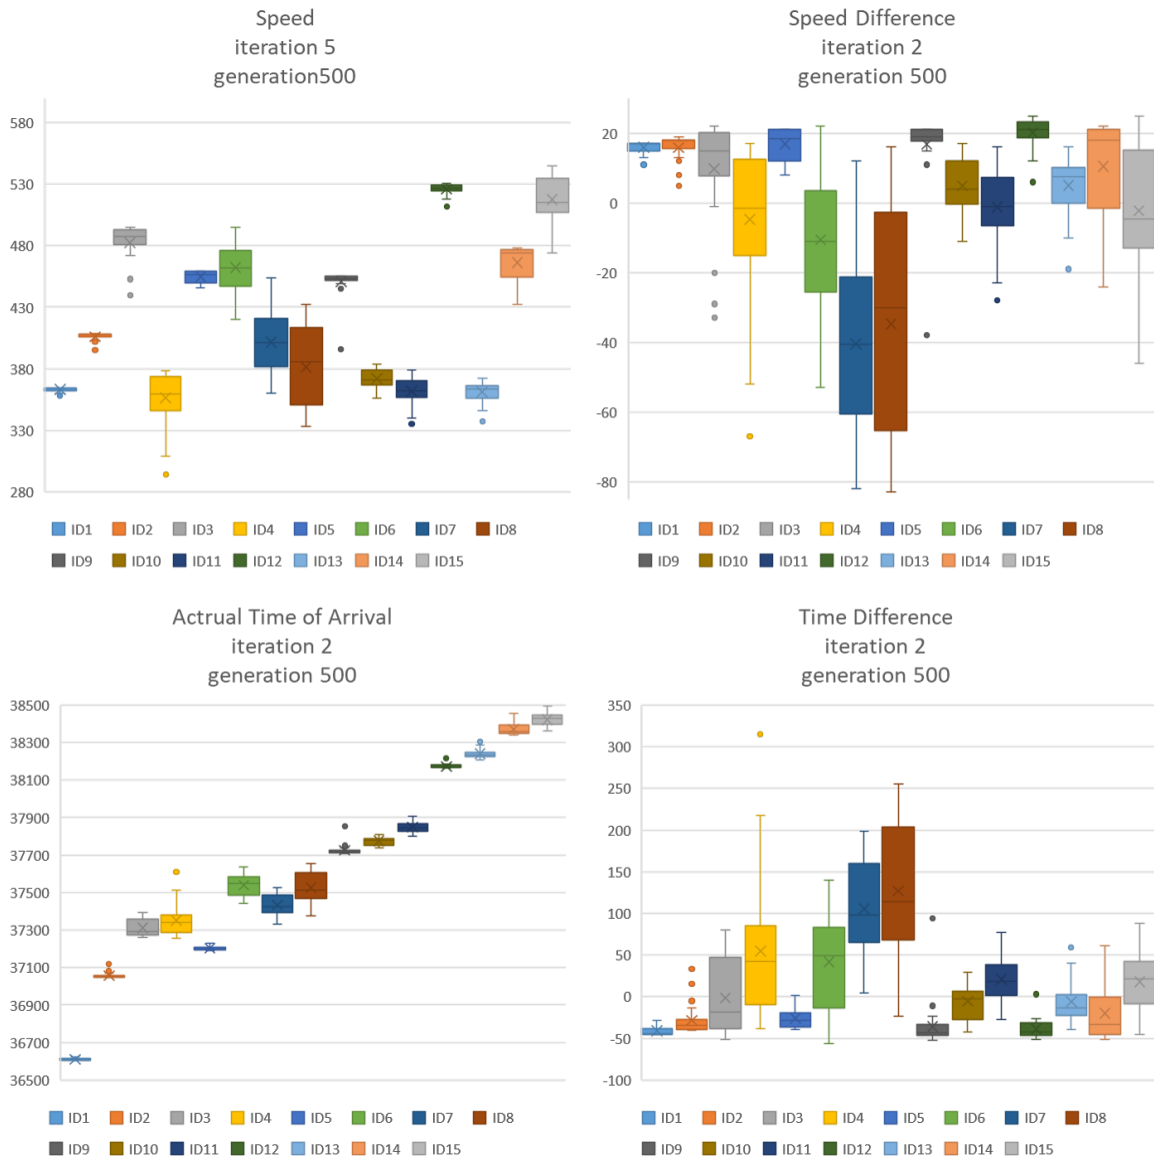 Speed
iteration 5
generation500
580
530
480
430
380
330
280
ID1 ID2 ID3 ID4 ID5 ID6 ID7 ID8
ID9 ID10 ID11 ID12 ID13 ID14 ID15
Speed Difference
iteration 2
generation 500
20
0
-20
-40
-60
-80
ID1 ID2 ID3 ID4 ID5 ID6 ID7 ID8
ID9 ID10 ID11 ID12 ID13 ID14 ID15
Actrual Time of Arrival
iteration 2
generation 500
38500
38300
38100
37900
37700
37500
37300
37100
36900
36700
36500
ID1 ID2 ID3 ID4 ID5 ID6 ID7 ID8
ID9 ID10 ID11 ID12 ID13 ID14 ID15
Time Difference
iteration 2
generation 500
350
300
250
200
150
100
50
0
-50
-100
ID1 ID2 ID3 ID4 ID5 ID6 ID7 ID8
ID9 ID10 ID11 ID12 ID13 ID14 ID15